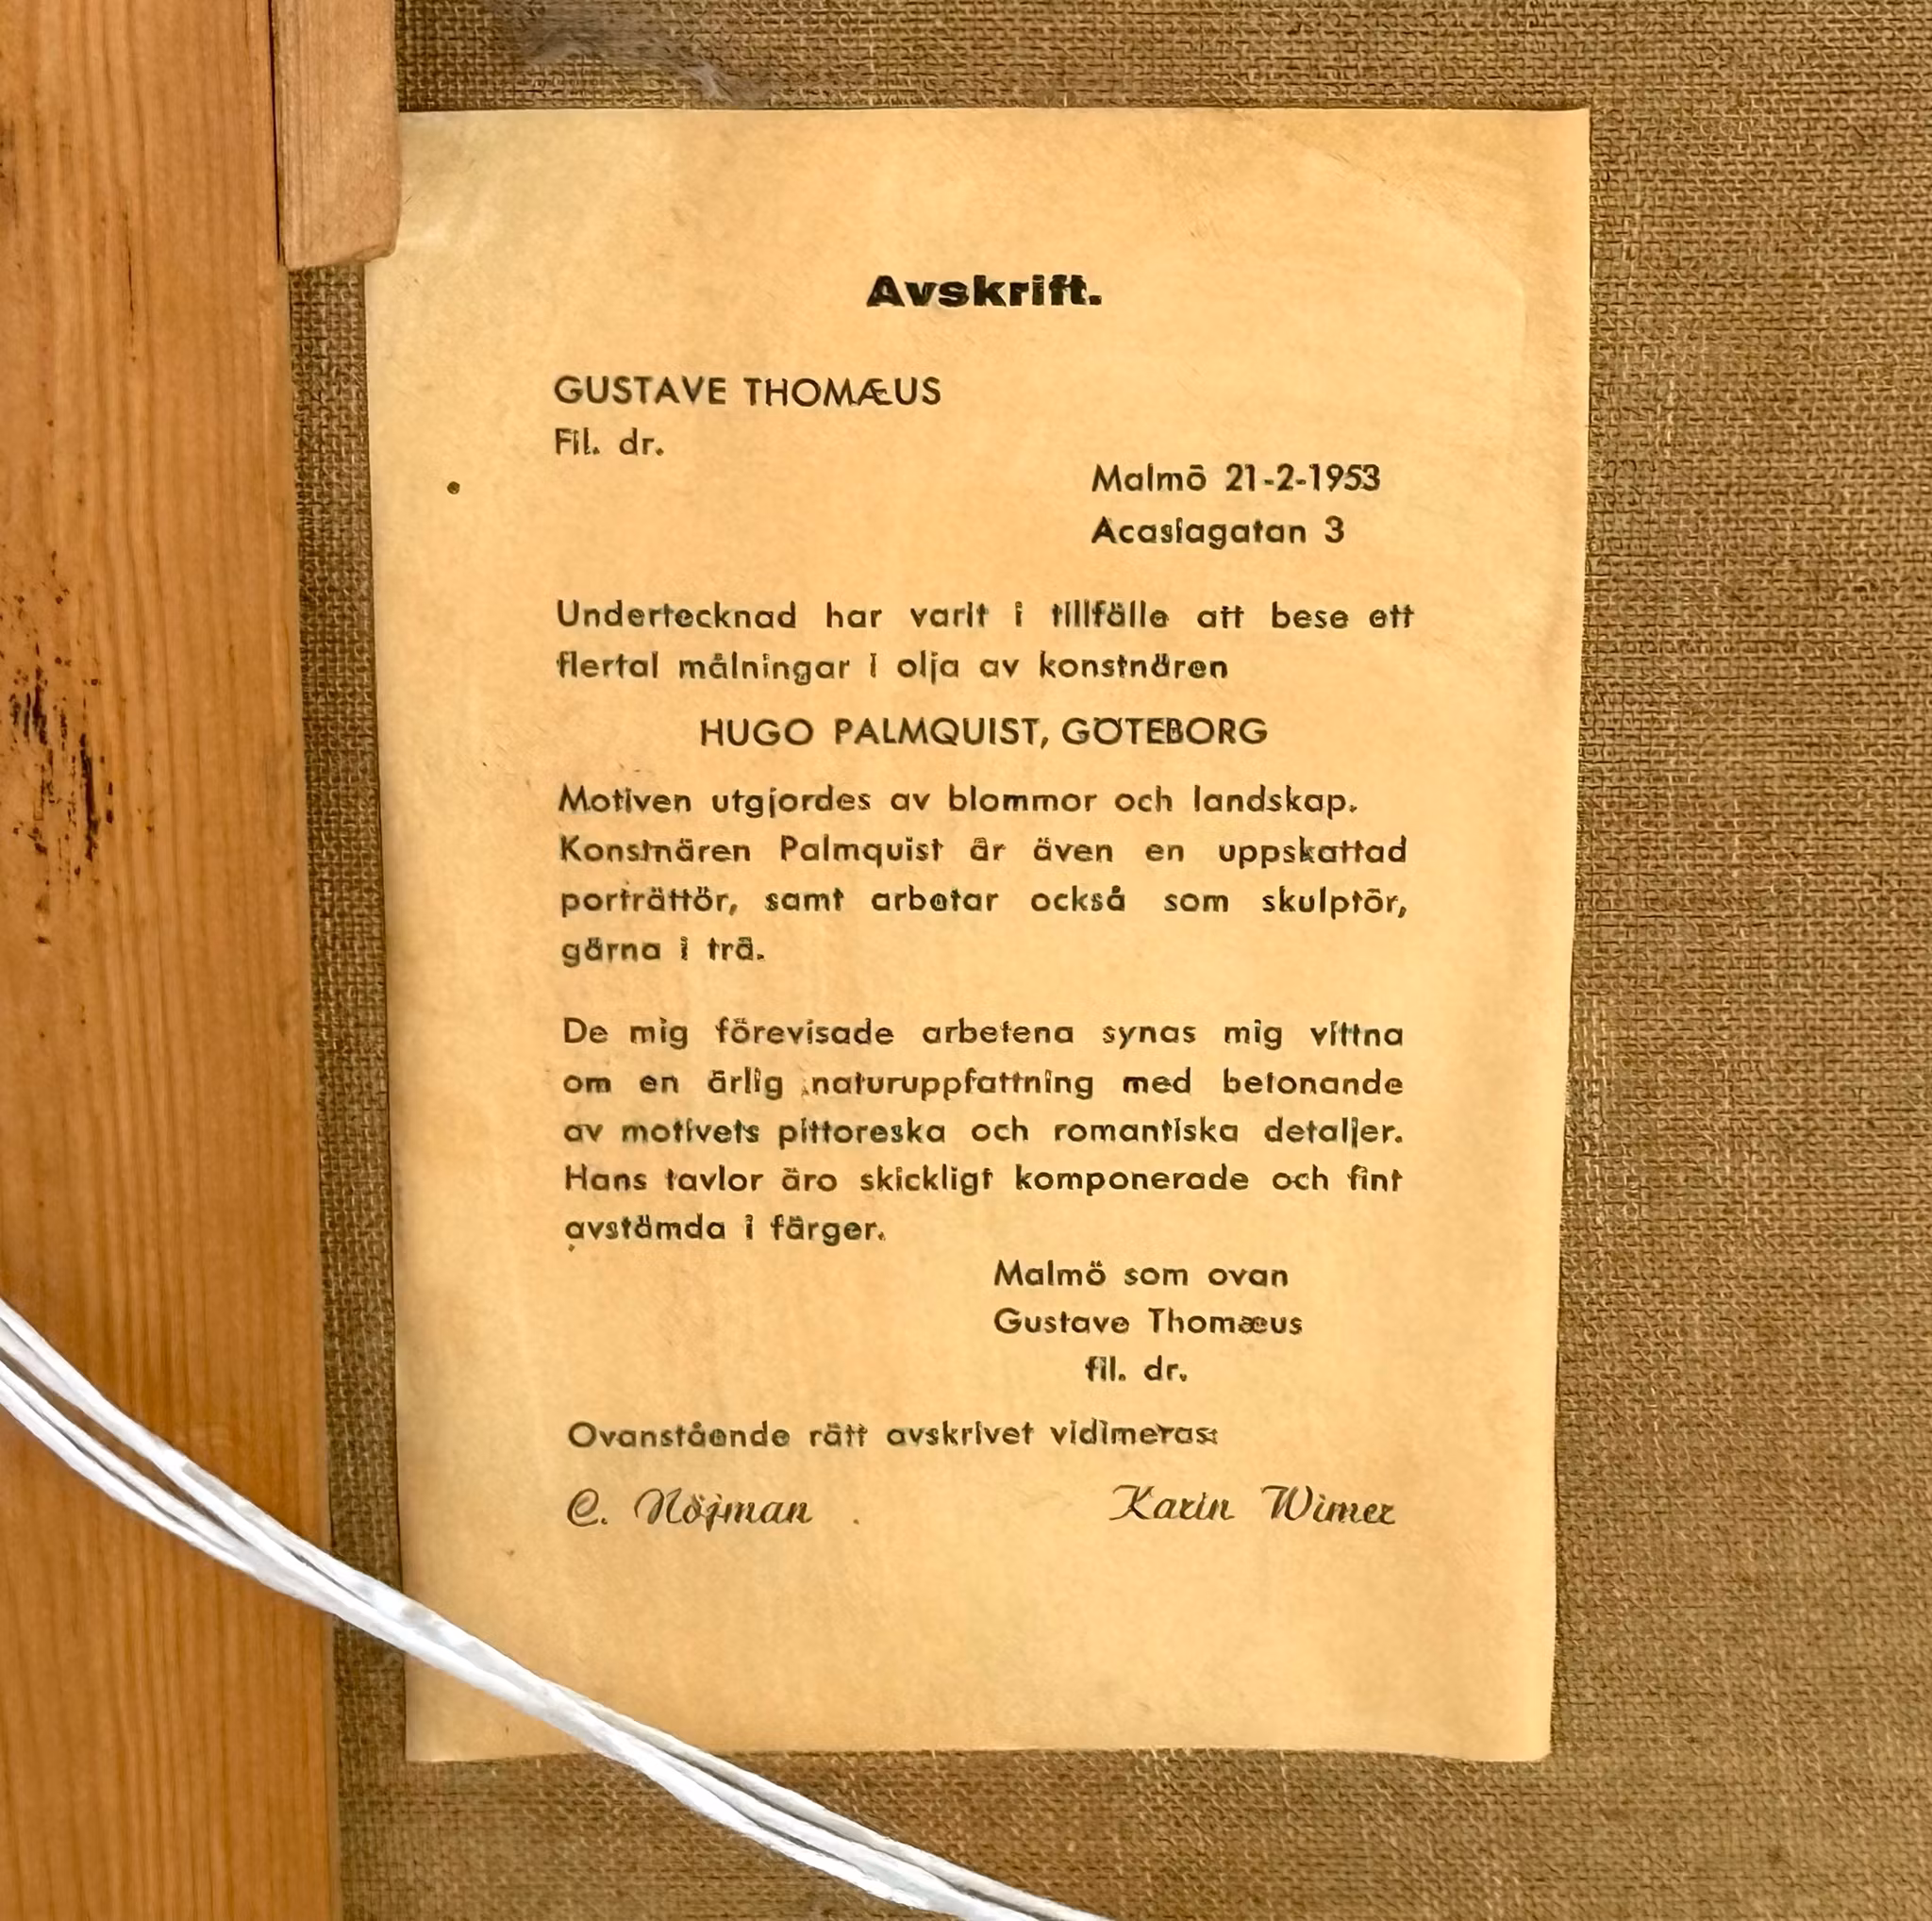 Avskrift.
GUSTAVE THOMÆUS
Fil. dr.
Malmö 21-2-1953
Acasiagatan 3
Undertecknad har varit i tillfälle att bese ett
flertal målningar i olja av konstnären
HUGO PALMQUIST, GÖTEBORG
Motiven utgjordes av blommor och landskap.
Konstnären Palmquist är även en uppskattad
porträttör, samt arbetar också som skulptör,
gärna i trä.
De mig förevisade arbetena synas mig vittna
om en ärlig naturuppfattning med betonande
av motivets pittoreska och romantiska detaljer.
Hans tavlor äro skickligt komponerade och fint
avstämda i färger.
Malmö som ovan
Gustave Thomæus
fil. dr.
Ovanstående rätt avskrivet vidimeras:
C. Nöjman
Karin Wimer